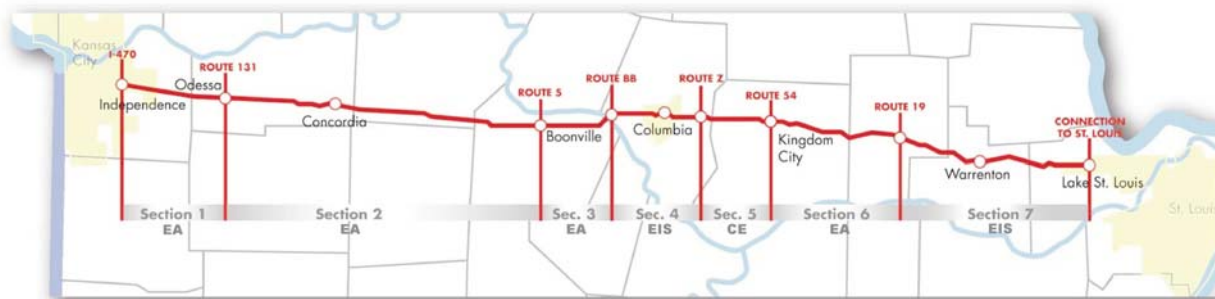 Kansas
City
I-470
ROUTE 131
Odessa
Independence
Concordia
ROUTE 5
Boonville
ROUTE BB
Columbia
ROUTE Z
ROUTE 54
Kingdom
City
ROUTE 19
Warrenton
CONNECTION
TO ST. LOUIS
Lake St. Louis
St. Louis
Section 1
EA
Section 2
EA
Sec. 3
EA
Sec. 4
EIS
Sec. 5
CE
Section 6
EA
Section 7
EIS